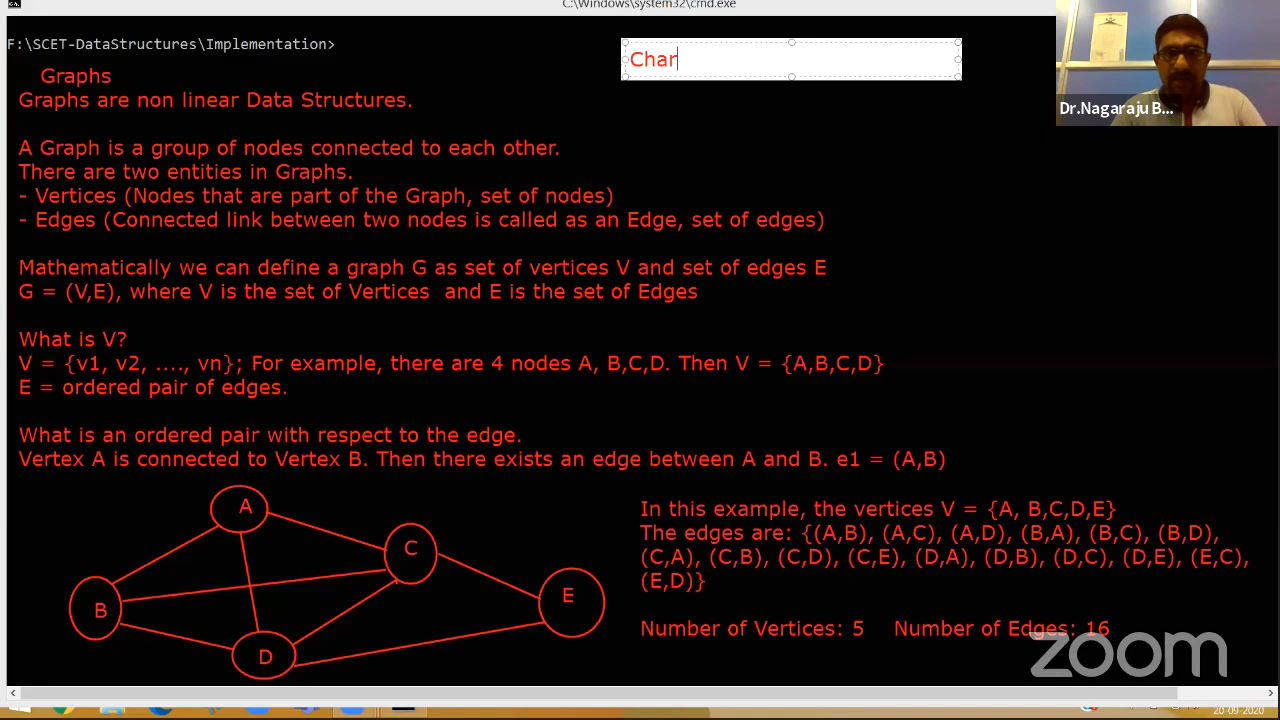 C:\Windows\system32\cmd.exe
F:\SCET-DataStructures\Implementation>
Char
Dr.Nagaraju B...
Graphs
Graphs are non linear Data Structures.
A Graph is a group of nodes connected to each other.
There are two entities in Graphs.
- Vertices (Nodes that are part of the Graph, set of nodes)
- Edges (Connected link between two nodes is called as an Edge, set of edges)
Mathematically we can define a graph G as set of vertices V and set of edges E
G = (V,E), where V is the set of Vertices and E is the set of Edges
What is V?
V = {v1, v2, ...., vn}; For example, there are 4 nodes A, B,C,D. Then V = {A,B,C,D}
E = ordered pair of edges.
What is an ordered pair with respect to the edge.
Vertex A is connected to Vertex B. Then there exists an edge between A and B. e1 = (A,B)
A
C
B
E
D
In this example, the vertices V = {A, B,C,D,E}
The edges are: {(A,B), (A,C), (A,D), (B,A), (B,C), (B,D),
(C,A), (C,B), (C,D), (C,E), (D,A), (D,B), (D,C), (D,E), (E,C),
(E,D)}
Number of Vertices: 5 Number of Edges: 16
zoom
20-09-2020